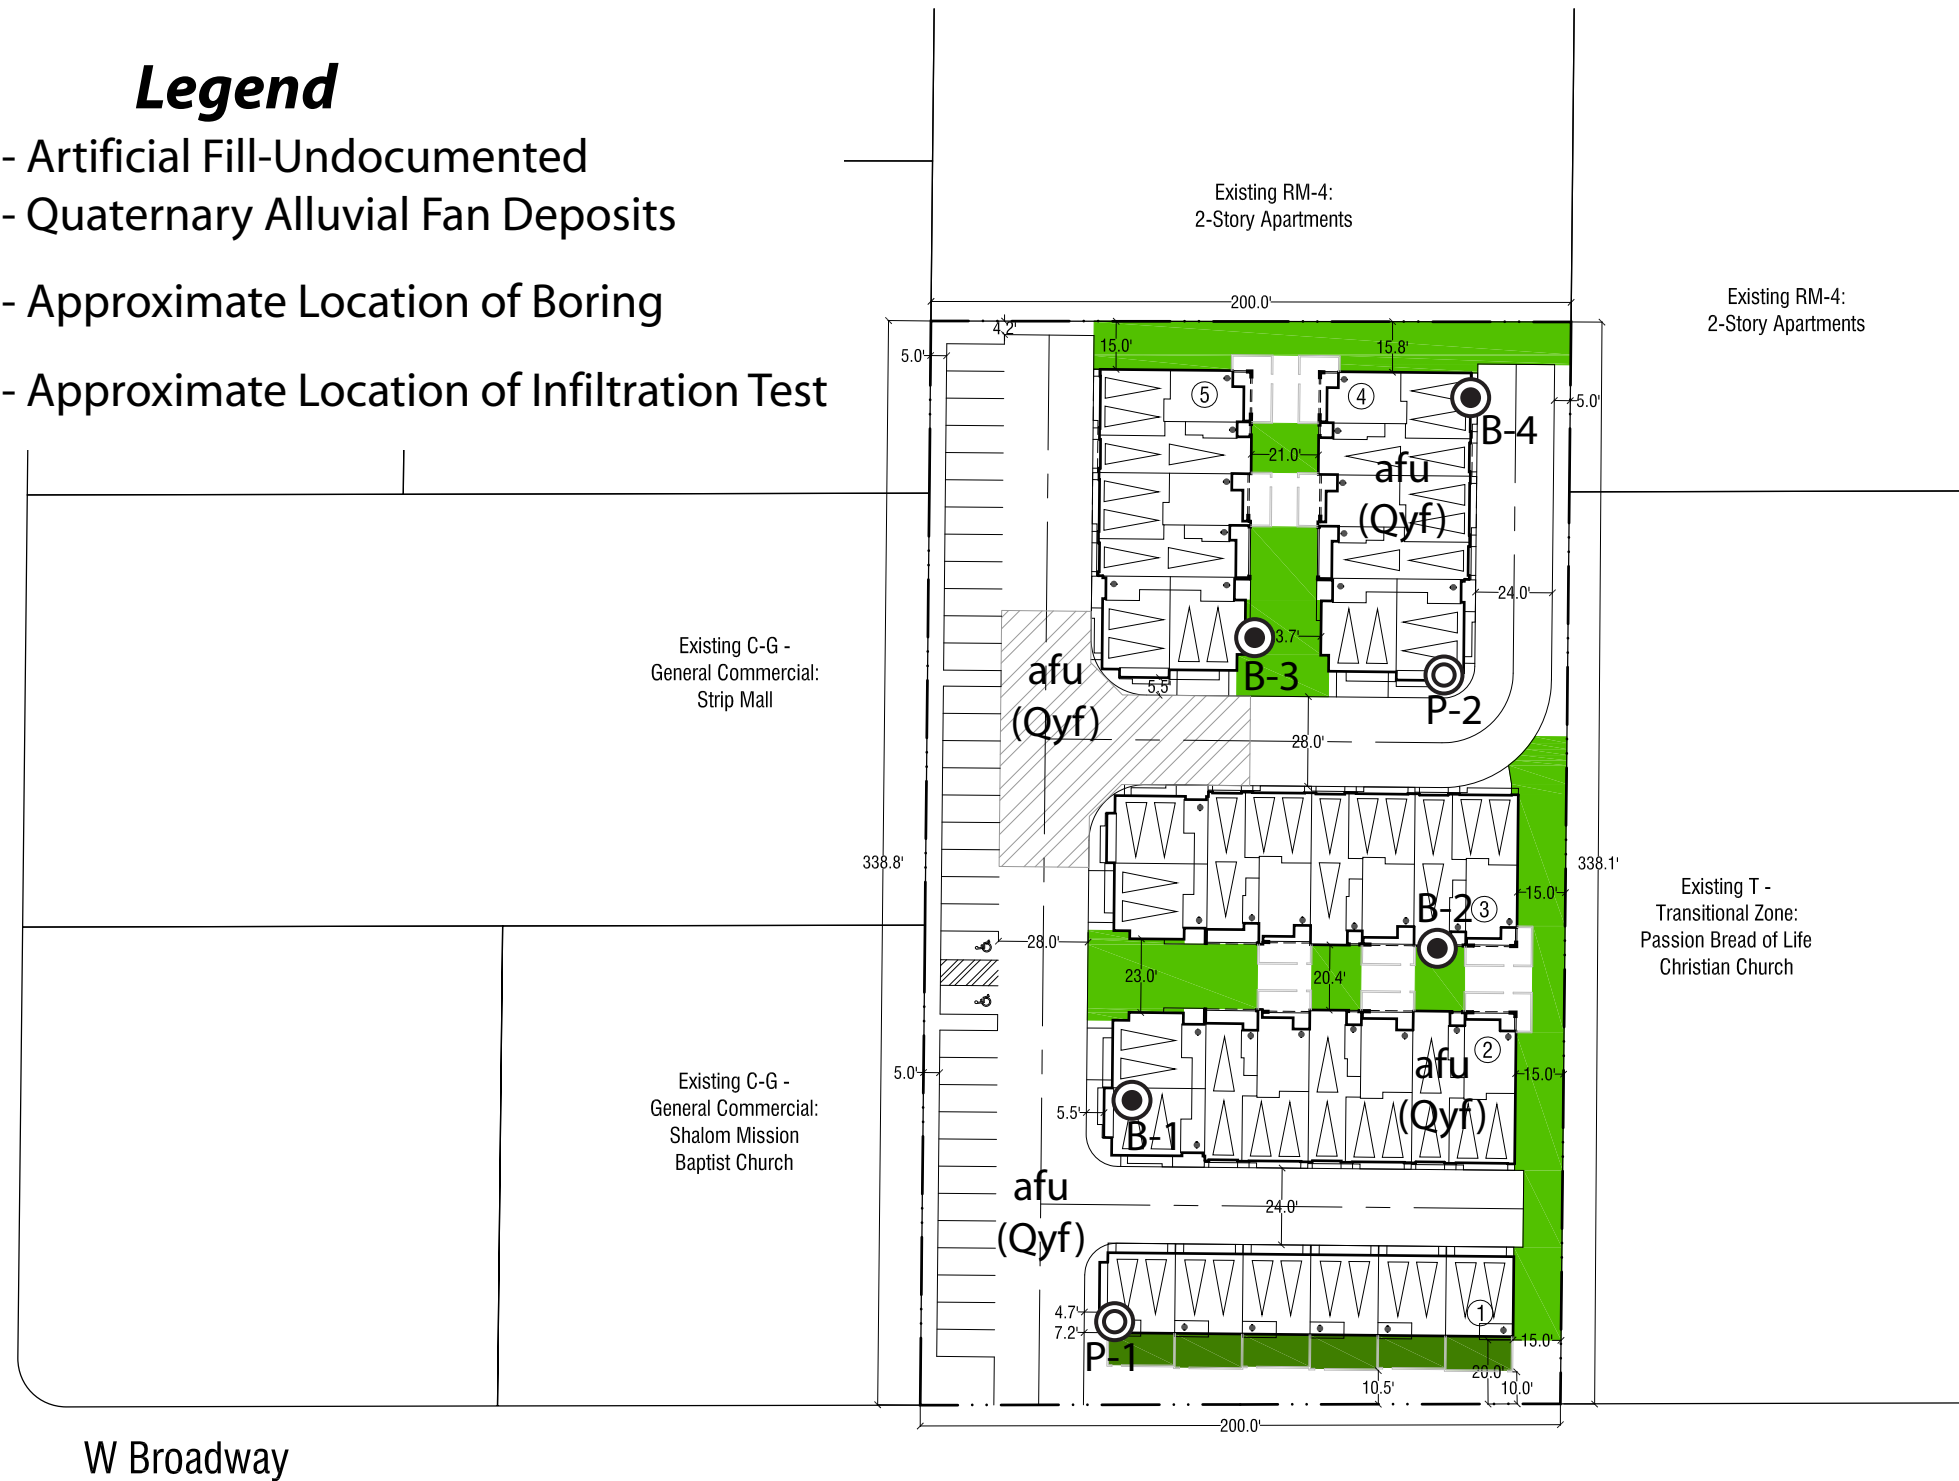 Legend
- Artificial Fill-Undocumented
- Quaternary Alluvial Fan Deposits
- Approximate Location of Boring
- Approximate Location of Infiltration Test
Existing RM-4:
2-Story Apartments
Existing RM-4:
2-Story Apartments
200.0'
4.2'
5.0'
15.0'
15.8'
5.0'
5
4
B-4
21.0'
afu
(Qyf)
24.0'
3.7'
B-3
5.5'
P-2
afu
(Qyf)
28.0'
Existing C-G -
General Commercial:
Strip Mall
338.8'
338.1'
Existing T -
Transitional Zone:
Passion Bread of Life
Christian Church
15.0'
B-2
3
28.0'
23.0'
20.4'
2
5.0'
15.0'
afu
(Qyf)
5.5'
B-1
Existing C-G -
General Commercial:
Shalom Mission
Baptist Church
afu
(Qyf)
24.0'
4.7'
7.2'
1
P-1
15.0'
20.0'
10.5'
10.0'
200.0'
W Broadway